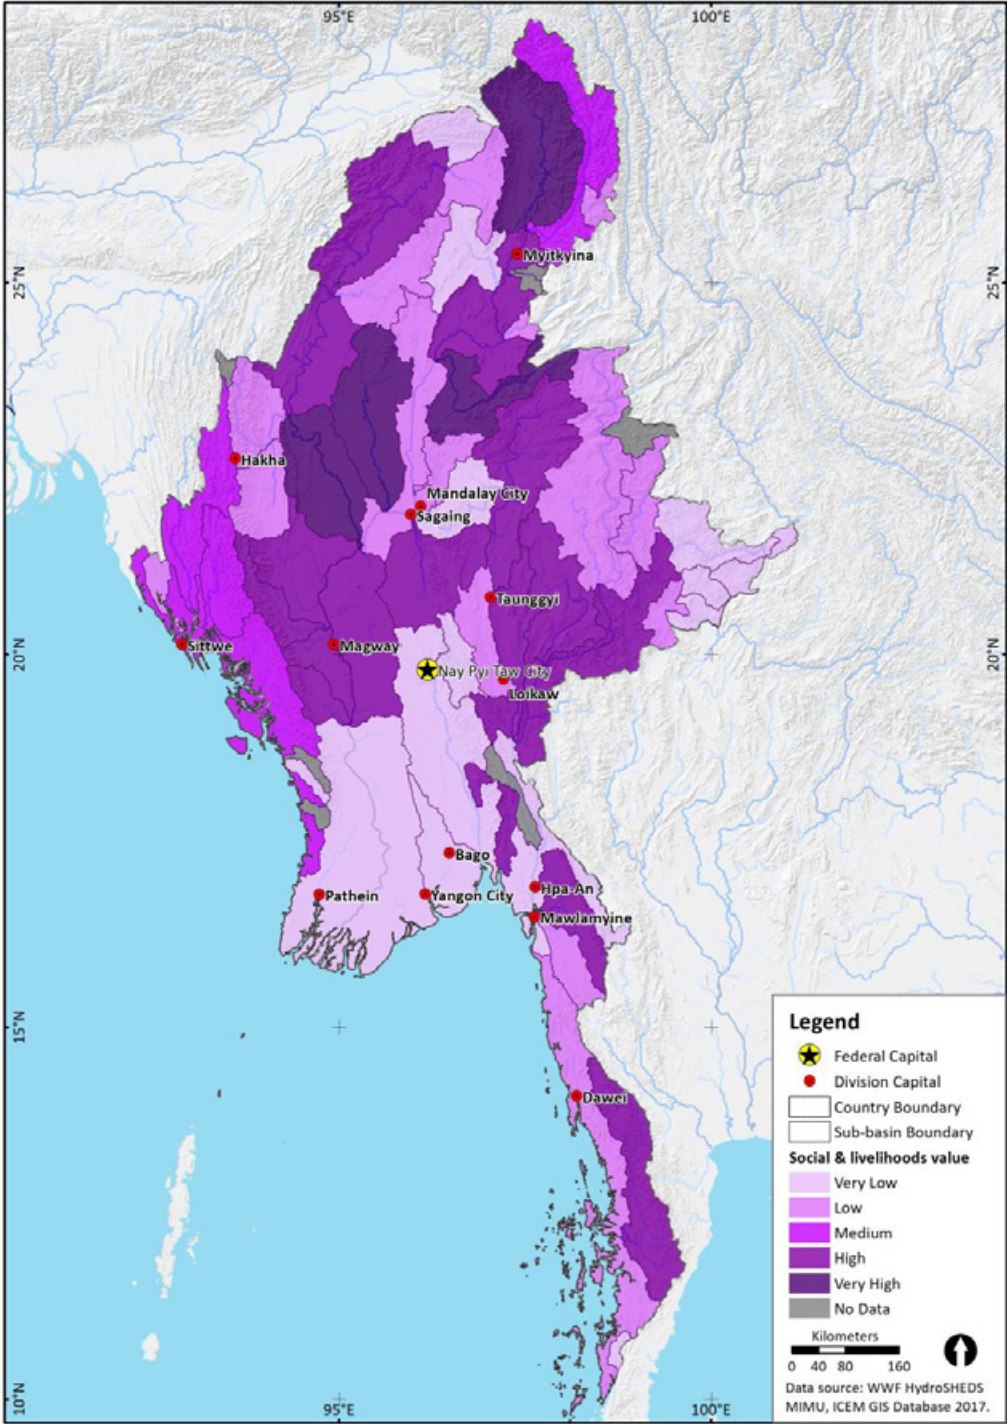 95°E
100°E
Myitkyina
25°N
25°N
Hakha
Mandalay City
Sagaing
Taunggyi
Sittwe
Magway
20°N
20°N
Nay Pyi Taw City
Loikaw
Bago
Pathein
Yangon City
Hpa-An
Mawlamyine
15°N
Dawei
Legend
Federal Capital
Division Capital
Country Boundary
Sub-basin Boundary
Social & livelihoods value
Very Low
Low
Medium
High
Very High
No Data
Kilometers
0 40 80 160
Data source: WWF HydroSHEDS
MIMU, ICEM GIS Database 2017.
10°N
95°E
100°E